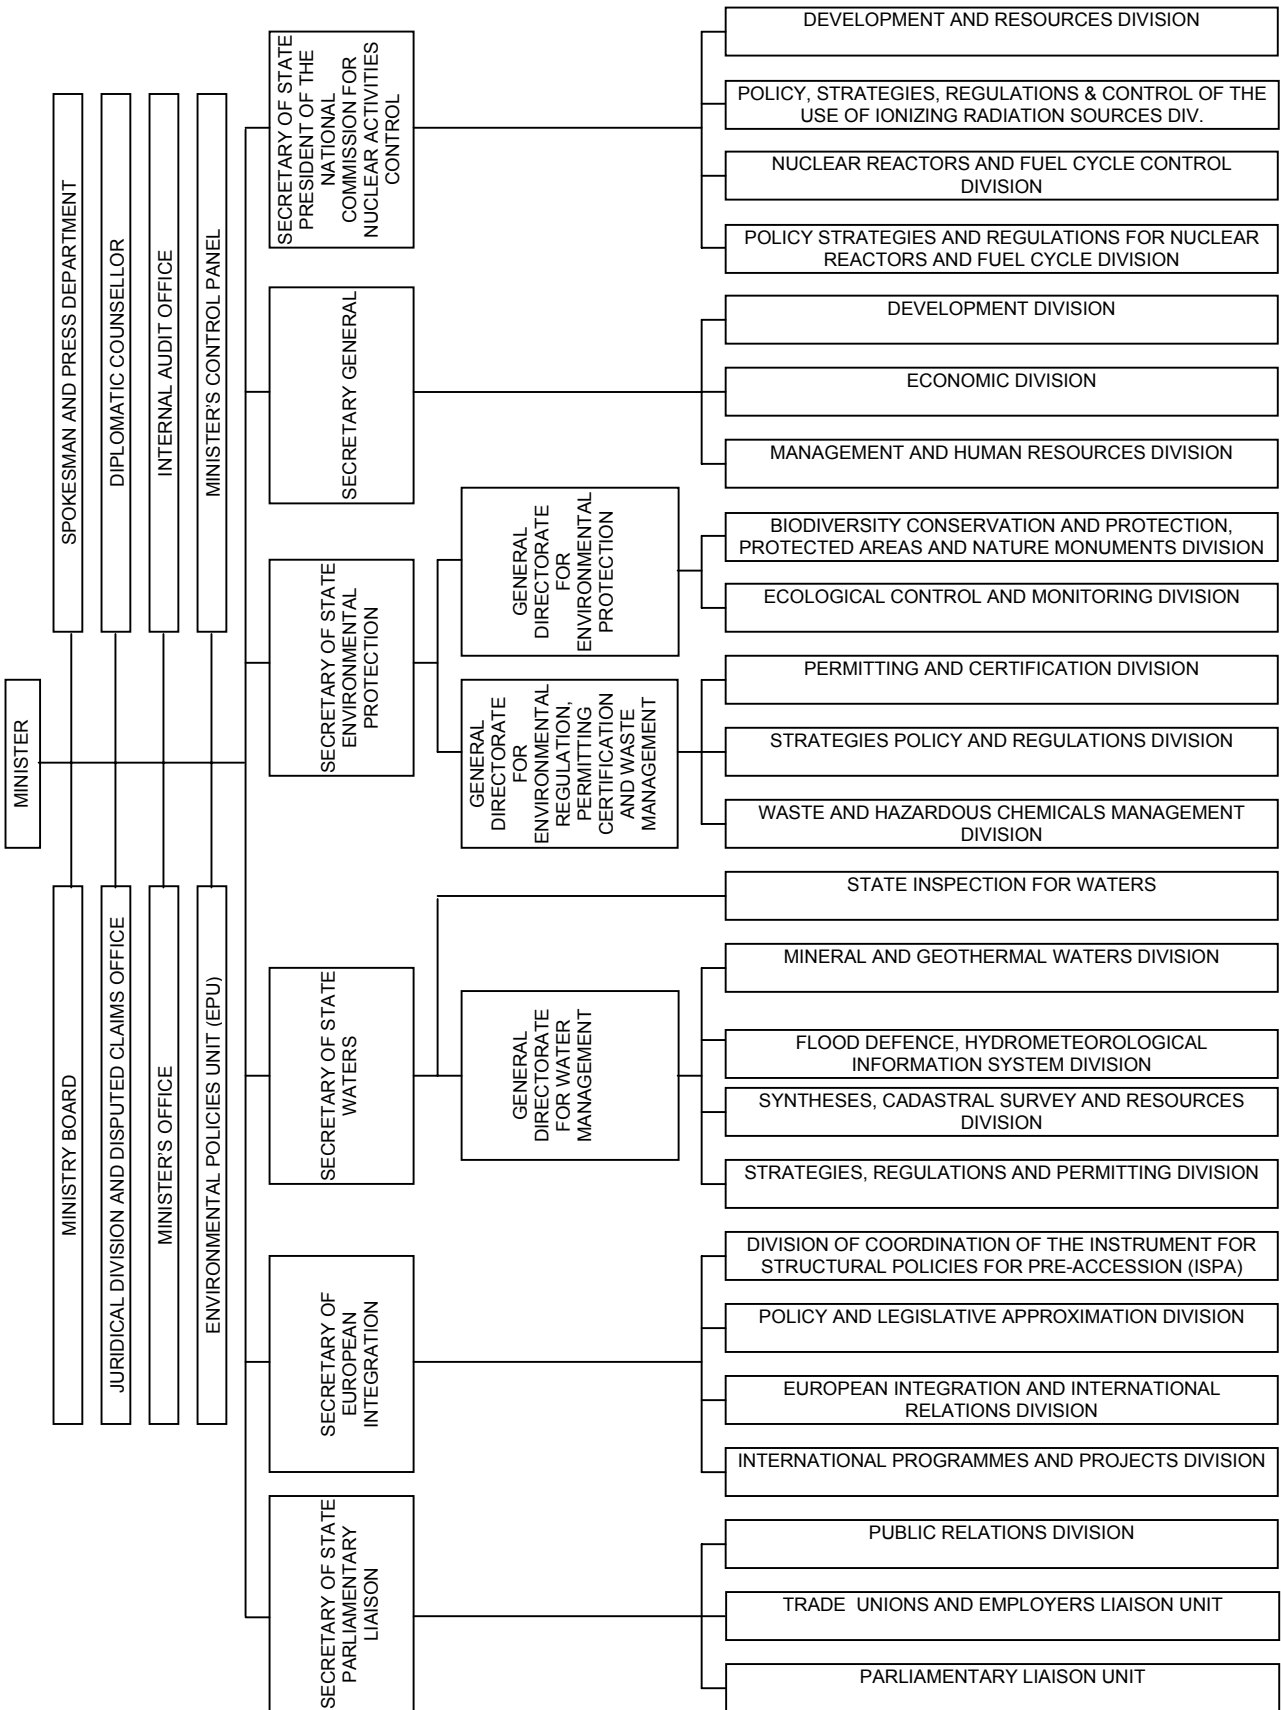 MINISTER
SPOKESMAN AND PRESS DEPARTMENT
DIPLOMATIC COUNSELLOR
INTERNAL AUDIT OFFICE
MINISTER'S CONTROL PANEL
MINISTRY BOARD
JURIDICAL DIVISION AND DISPUTED CLAIMS OFFICE
MINISTER'S OFFICE
ENVIRONMENTAL POLICIES UNIT (EPU)
SECRETARY OF STATE
PRESIDENT OF THE
NATIONAL
COMMISSION FOR
NUCLEAR ACTIVITIES
CONTROL
DEVELOPMENT AND RESOURCES DIVISION
POLICY, STRATEGIES, REGULATIONS & CONTROL OF THE
USE OF IONIZING RADIATION SOURCES DIV.
NUCLEAR REACTORS AND FUEL CYCLE CONTROL
DIVISION
POLICY STRATEGIES AND REGULATIONS FOR NUCLEAR
REACTORS AND FUEL CYCLE DIVISION
SECRETARY GENERAL
DEVELOPMENT DIVISION
ECONOMIC DIVISION
MANAGEMENT AND HUMAN RESOURCES DIVISION
SECRETARY OF STATE
ENVIRONMENTAL
PROTECTION
GENERAL
DIRECTORATE
FOR
ENVIRONMENTAL
PROTECTION
BIODIVERSITY CONSERVATION AND PROTECTION,
PROTECTED AREAS AND NATURE MONUMENTS DIVISION
ECOLOGICAL CONTROL AND MONITORING DIVISION
GENERAL
DIRECTORATE
FOR
ENVIRONMENTAL
REGULATION,
PERMITTING
CERTIFICATION
AND WASTE
MANAGEMENT
PERMITTING AND CERTIFICATION DIVISION
STRATEGIES POLICY AND REGULATIONS DIVISION
WASTE AND HAZARDOUS CHEMICALS MANAGEMENT
DIVISION
SECRETARY OF STATE
WATERS
STATE INSPECTION FOR WATERS
GENERAL
DIRECTORATE
FOR WATER
MANAGEMENT
MINERAL AND GEOTHERMAL WATERS DIVISION
FLOOD DEFENCE, HYDROMETEOROLOGICAL
INFORMATION SYSTEM DIVISION
SYNTHESES, CADASTRAL SURVEY AND RESOURCES
DIVISION
STRATEGIES, REGULATIONS AND PERMITTING DIVISION
SECRETARY OF
EUROPEAN
INTEGRATION
DIVISION OF COORDINATION OF THE INSTRUMENT FOR
STRUCTURAL POLICIES FOR PRE-ACCESSION (ISPA)
POLICY AND LEGISLATIVE APPROXIMATION DIVISION
EUROPEAN INTEGRATION AND INTERNATIONAL
RELATIONS DIVISION
INTERNATIONAL PROGRAMMES AND PROJECTS DIVISION
SECRETARY OF STATE
PARLIAMENTARY
LIAISON
PUBLIC RELATIONS DIVISION
TRADE UNIONS AND EMPLOYERS LIAISON UNIT
PARLIAMENTARY LIAISON UNIT